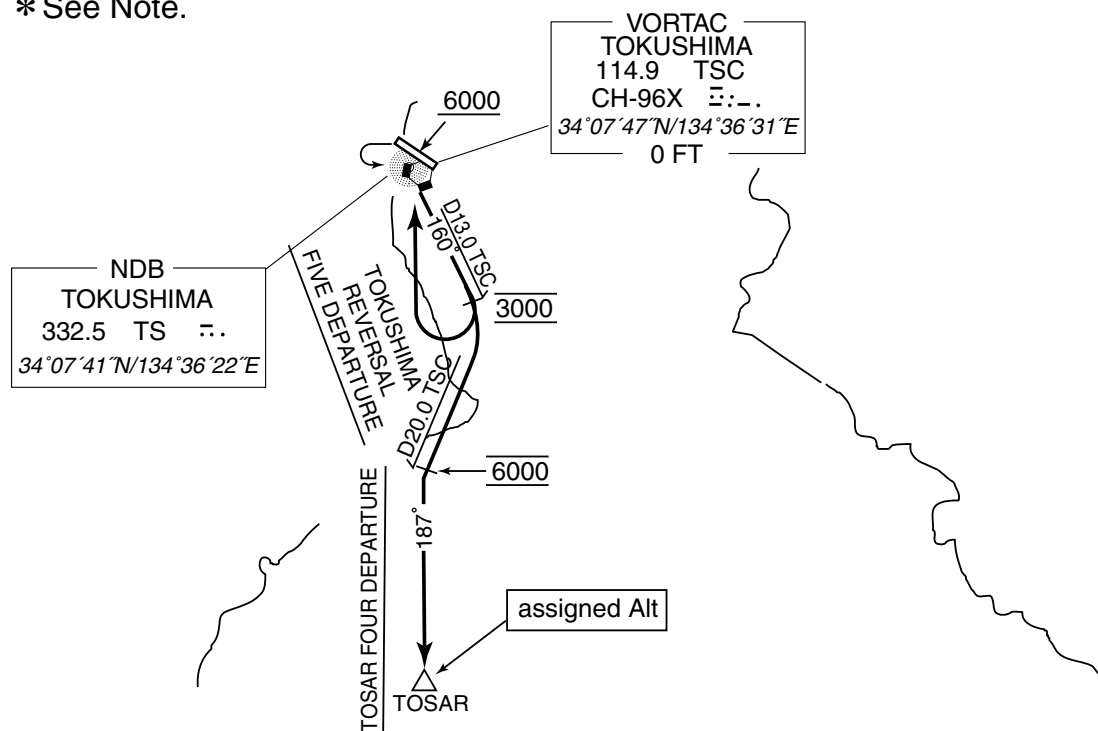 * See Note.
VORTAC
TOKUSHIMA
114.9 TSC
CH-96X
34°07´47˝N/134°36´31˝E
0 FT
6000
NDB
TOKUSHIMA
332.5 TS
34°07´41˝N/134°36´22˝E
D13.0 TSC
160°
3000
TOKUSHIMA
REVERSAL
FIVE DEPARTURE
D20.0 TSC
6000
187°
TOSAR FOUR DEPARTURE
assigned Alt
TOSAR